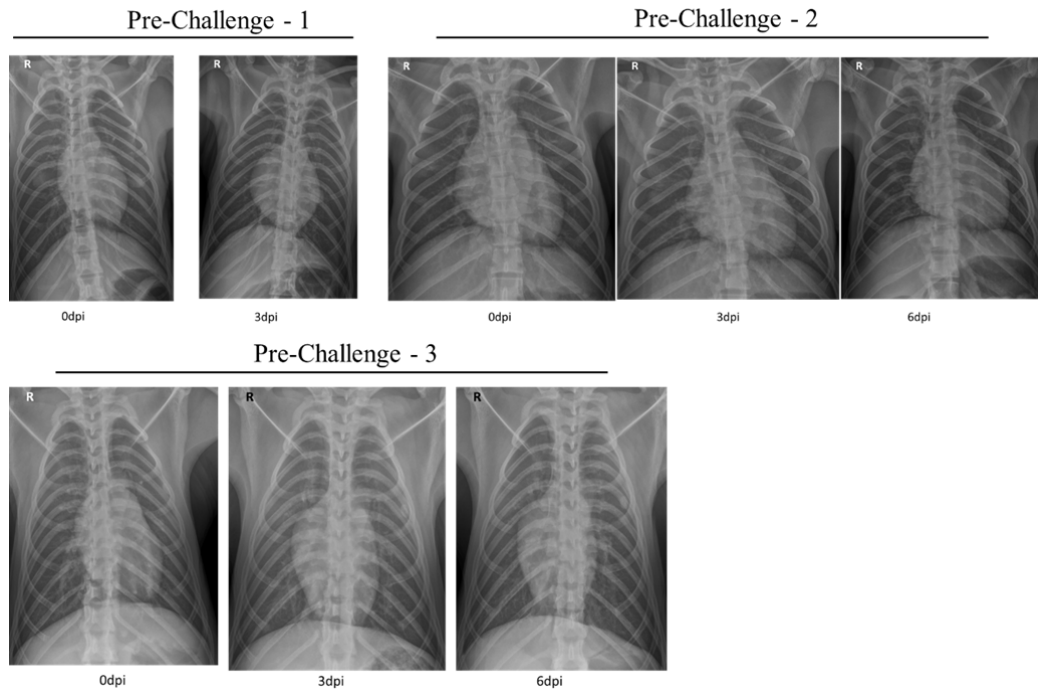 Pre-Challenge - 1
Pre-Challenge - 2
R
R
R
R
R
0dpi
3dpi
0dpi
3dpi
6dpi
Pre-Challenge - 3
R
R
R
0dpi
3dpi
6dpi